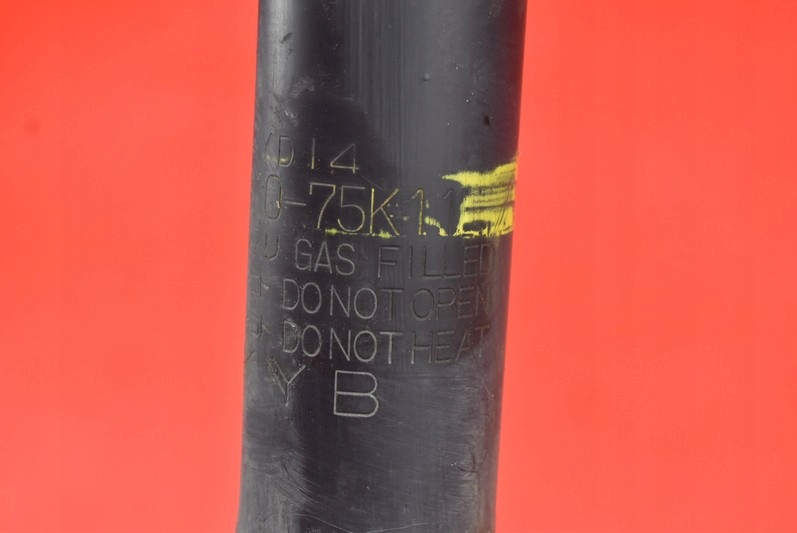 D14
0-75K11
GAS FILLED
DO NOT OPEN
DO NOT HEAT
YB